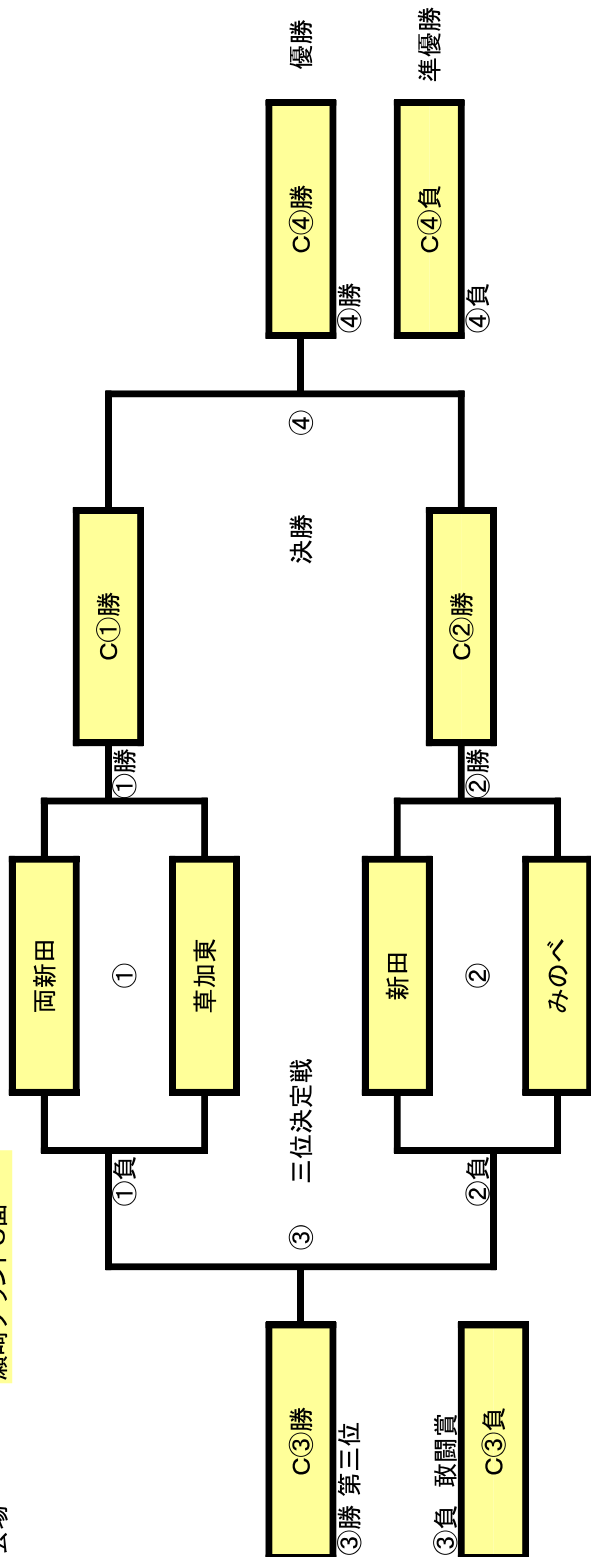 優勝
準優勝
C④勝
C④負
④勝
④負
④
決勝
C①勝
C②勝
①勝
②勝
両新田
①
草加東
新田
②
みのべ
三位決定戦
①負
②負
③
C③勝
③勝 第三位
③負 敢闘賞
C③負
会場